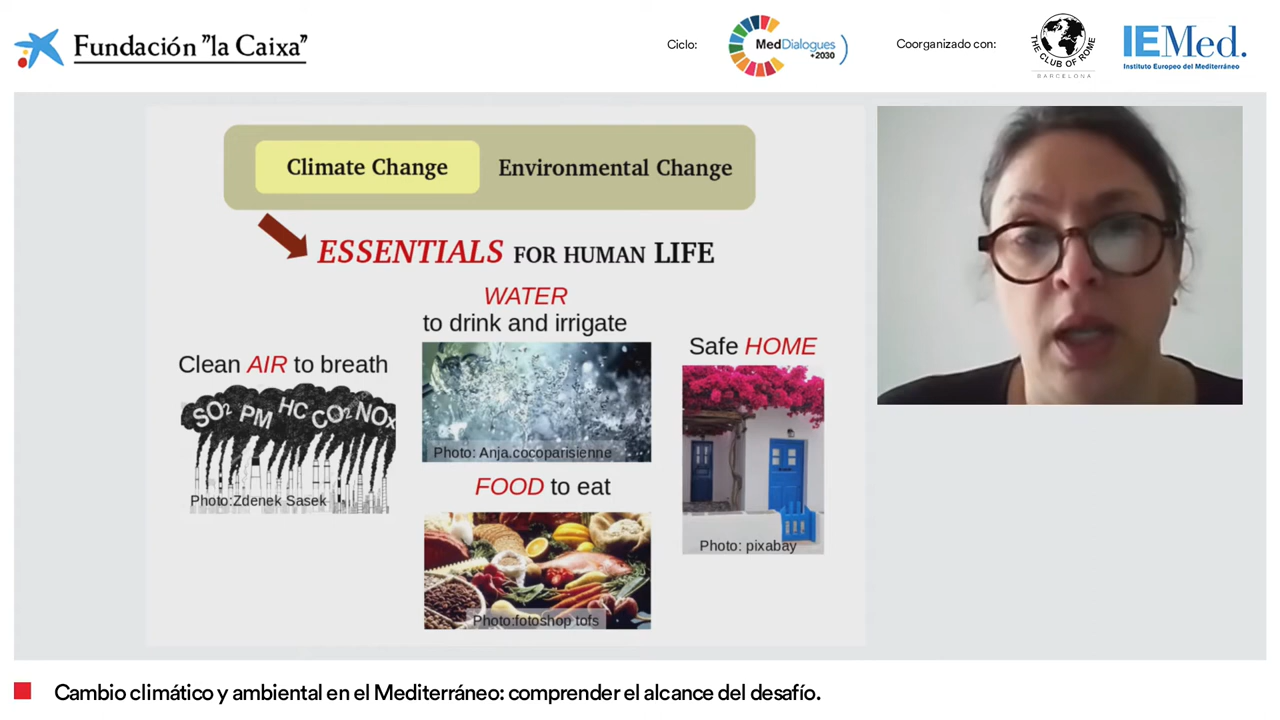 Fundación "la Caixa"
Ciclo:
MedDialogues
+2030
Coorganizado con:
THE CLUB OF ROME
BARCELONA
IEMed.
Instituto Europeo del Mediterráneo
Climate Change
Environmental Change
ESSENTIALS FOR HUMAN LIFE
WATER
to drink and irrigate
Clean AIR to breath
Safe HOME
SO2 PM HC CO2 NOx
Photo:Zdenek Sasek
Photo: Anja.cocoparisienne
FOOD to eat
Photo: pixabay
Photo:fotoshop tofs
Cambio climático y ambiental en el Mediterráneo: comprender el alcance del desafío.